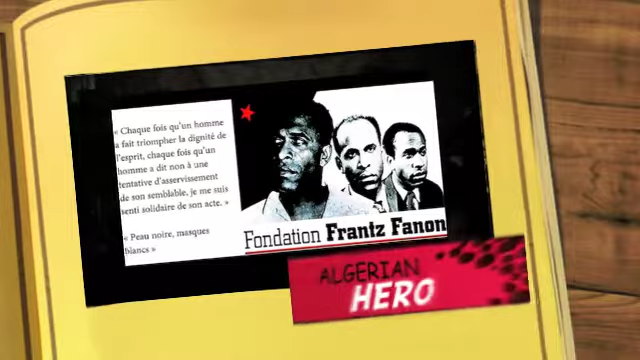 « Chaque fois qu'un homme
a fait triompher la dignité de
l'esprit, chaque fois qu'un
homme a dit non à une
tentative d'asservissement
de son semblable, je me suis
senti solidaire de son acte. »
« Peau noire, masques
blancs »
Fondation Frantz Fanon
ALGERIAN
HERO